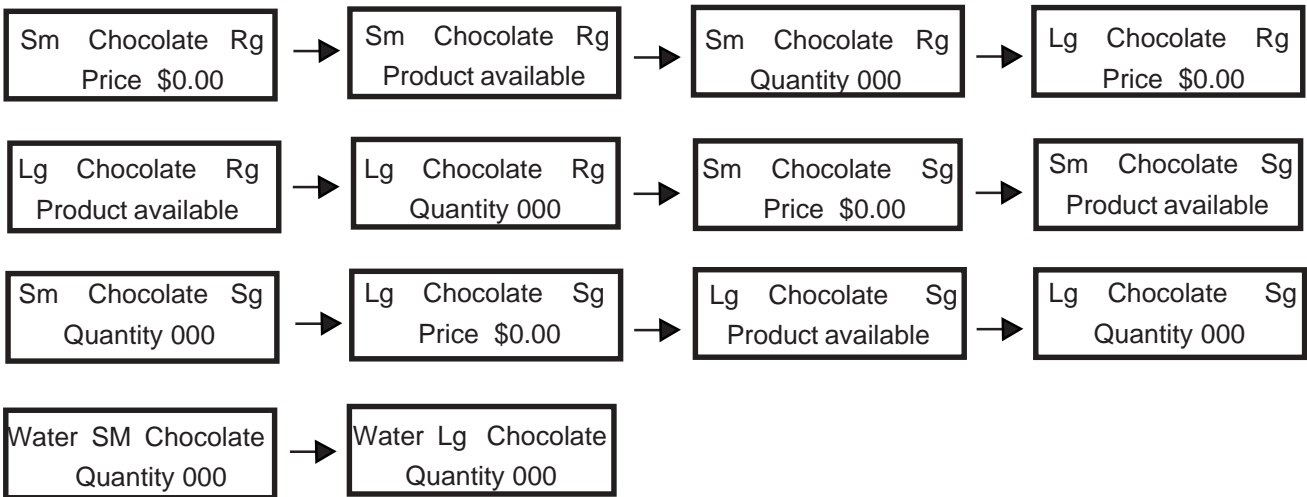 Sm Chocolate Rg
Price $0.00
Sm Chocolate Rg
Product available
Sm Chocolate Rg
Quantity 000
Lg Chocolate Rg
Price $0.00
Lg Chocolate Rg
Product available
Lg Chocolate Rg
Quantity 000
Sm Chocolate Sg
Price $0.00
Sm Chocolate Sg
Product available
Sm Chocolate Sg
Quantity 000
Lg Chocolate Sg
Price $0.00
Lg Chocolate Sg
Product available
Lg Chocolate Sg
Quantity 000
Water SM Chocolate
Quantity 000
Water Lg Chocolate
Quantity 000